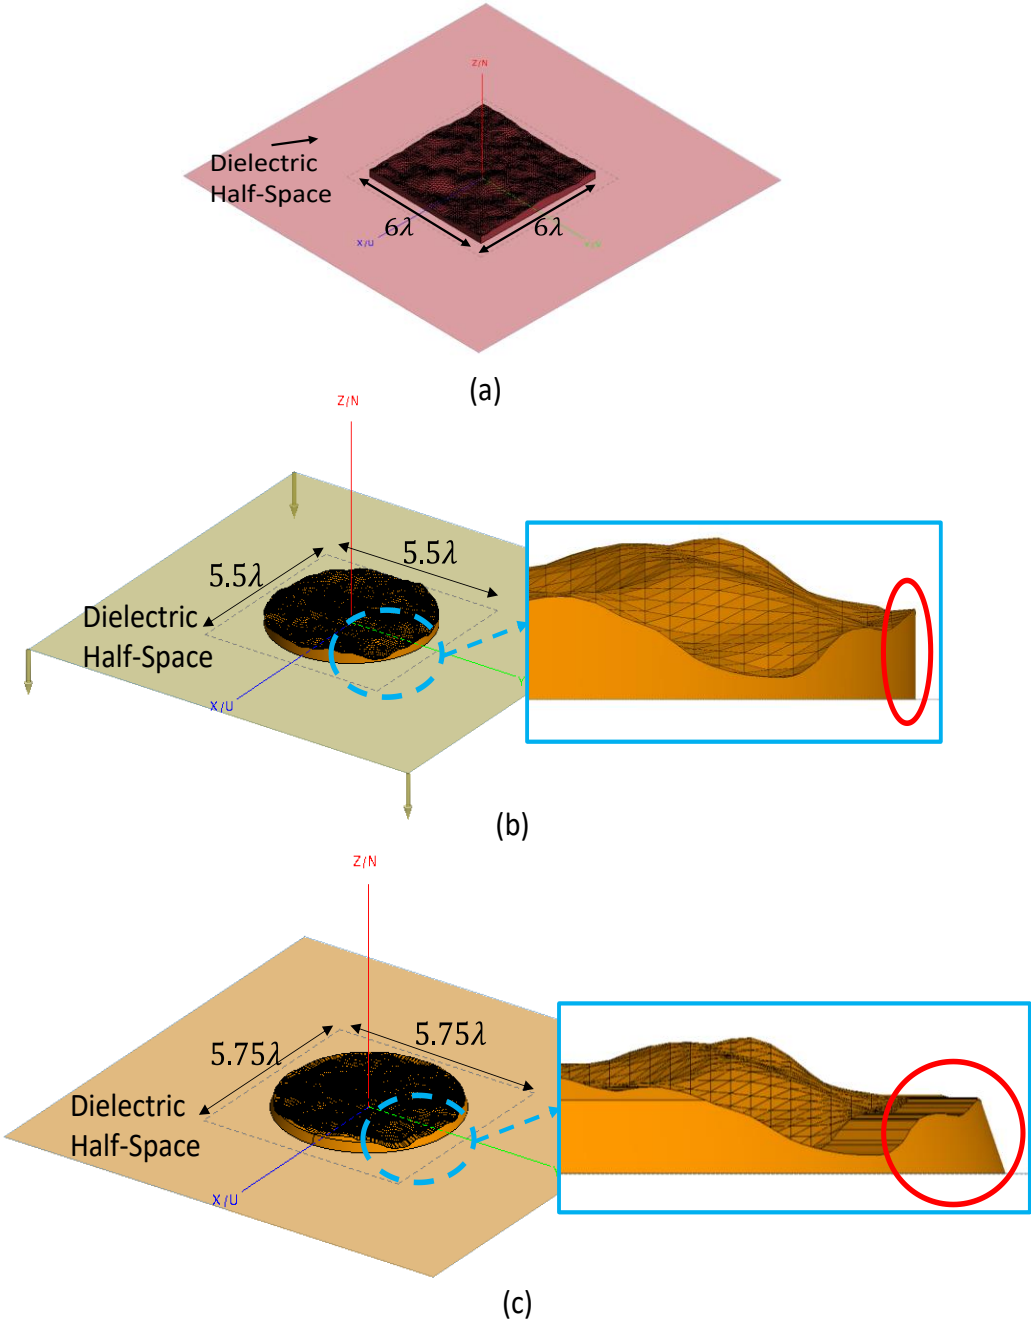 Z/N
Dielectric
Half-Space
6λ
6λ
X/U
(a)
Z/N
5.5λ
5.5λ
Dielectric
Half-Space
X/U
(b)
Z/N
5.75λ
5.75λ
Dielectric
Half-Space
X/U
(c)